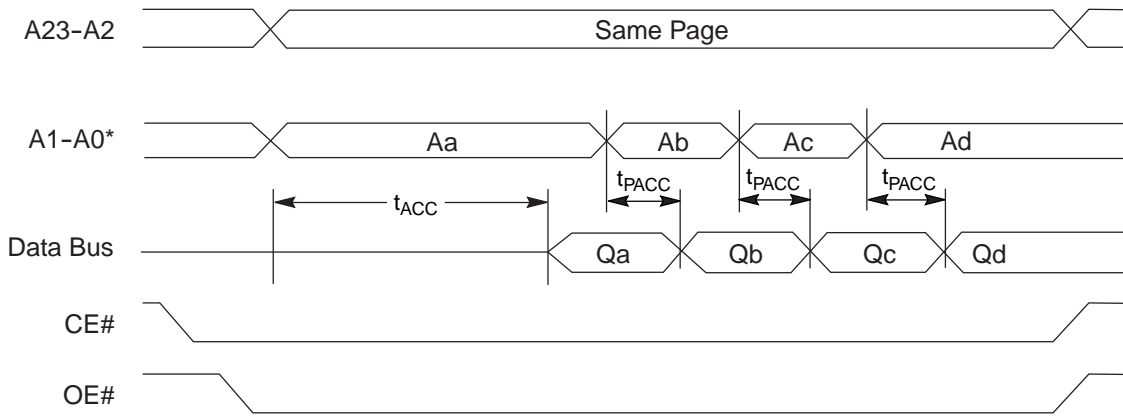 A23-A2 Same Page
A1-A0* Aa Ab Ac Ad
tPACC tPACC tPACC
tACC
Data Bus Qa Qb Qc Qd
CE#
OE#